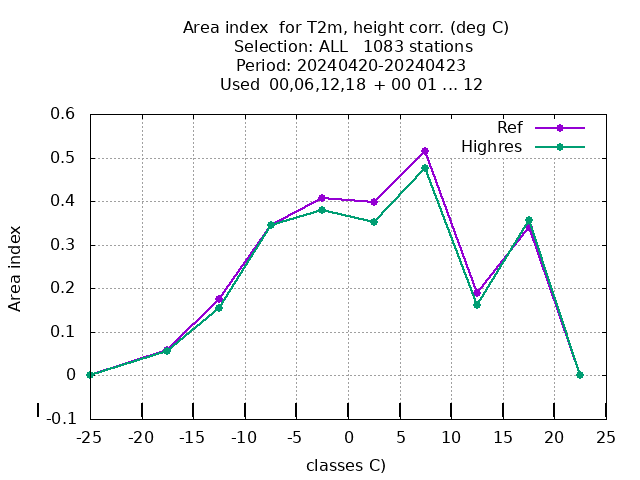 Area index  for T2m, height corr. (deg C)
Selection: ALL   1083 stations
Period: 20240420-20240423
Used  00,06,12,18  + 00 01 ... 12
Ref
Highres
Area index
0.6
0.5
0.4
0.3
0.2
0.1
0
-0.1
-25 -20 -15 -10 -5 0 5 10 15 20 25
classes C)